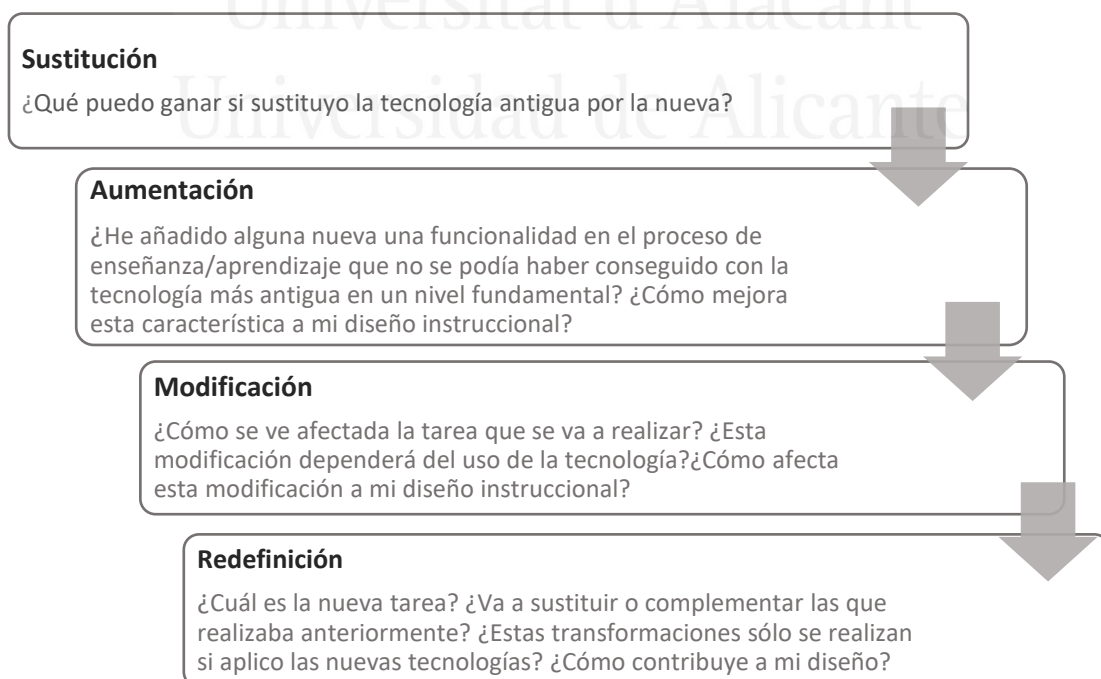 Universitat d'Alacant
Universidad de Alicante
Sustitución
¿Qué puedo ganar si sustituyo la tecnología antigua por la nueva?
Aumentación
¿He añadido alguna nueva una funcionalidad en el proceso de
enseñanza/aprendizaje que no se podía haber conseguido con la
tecnología más antigua en un nivel fundamental? ¿Cómo mejora
esta característica a mi diseño instruccional?
Modificación
¿Cómo se ve afectada la tarea que se va a realizar? ¿Esta
modificación dependerá del uso de la tecnología?¿Cómo afecta
esta modificación a mi diseño instruccional?
Redefinición
¿Cuál es la nueva tarea? ¿Va a sustituir o complementar las que
realizaba anteriormente? ¿Estas transformaciones sólo se realizan
si aplico las nuevas tecnologías? ¿Cómo contribuye a mi diseño?